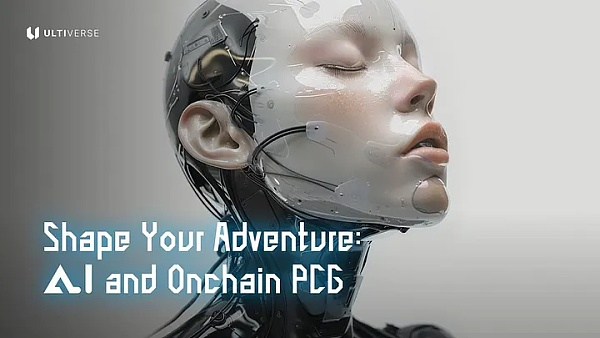 ULTIVERSE
Shape Your Adventure:
AI and Onchain PCG